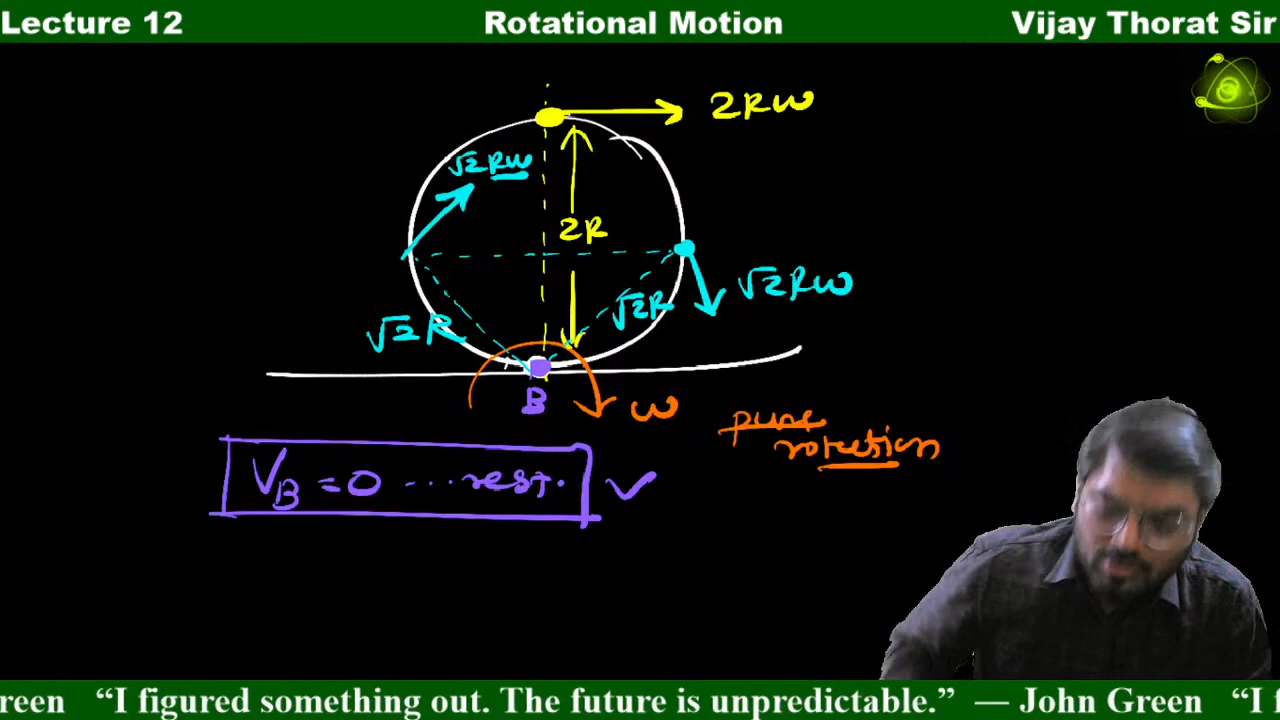 Lecture 12
Rotational Motion
Vijay Thorat Sir
2Rω
√2Rω
2R
√2Rω
√2R
√2R
B
ω
pure
rotation
V_B = 0 ... rest.
Green “I figured something out. The future is unpredictable.” — John Green “I f